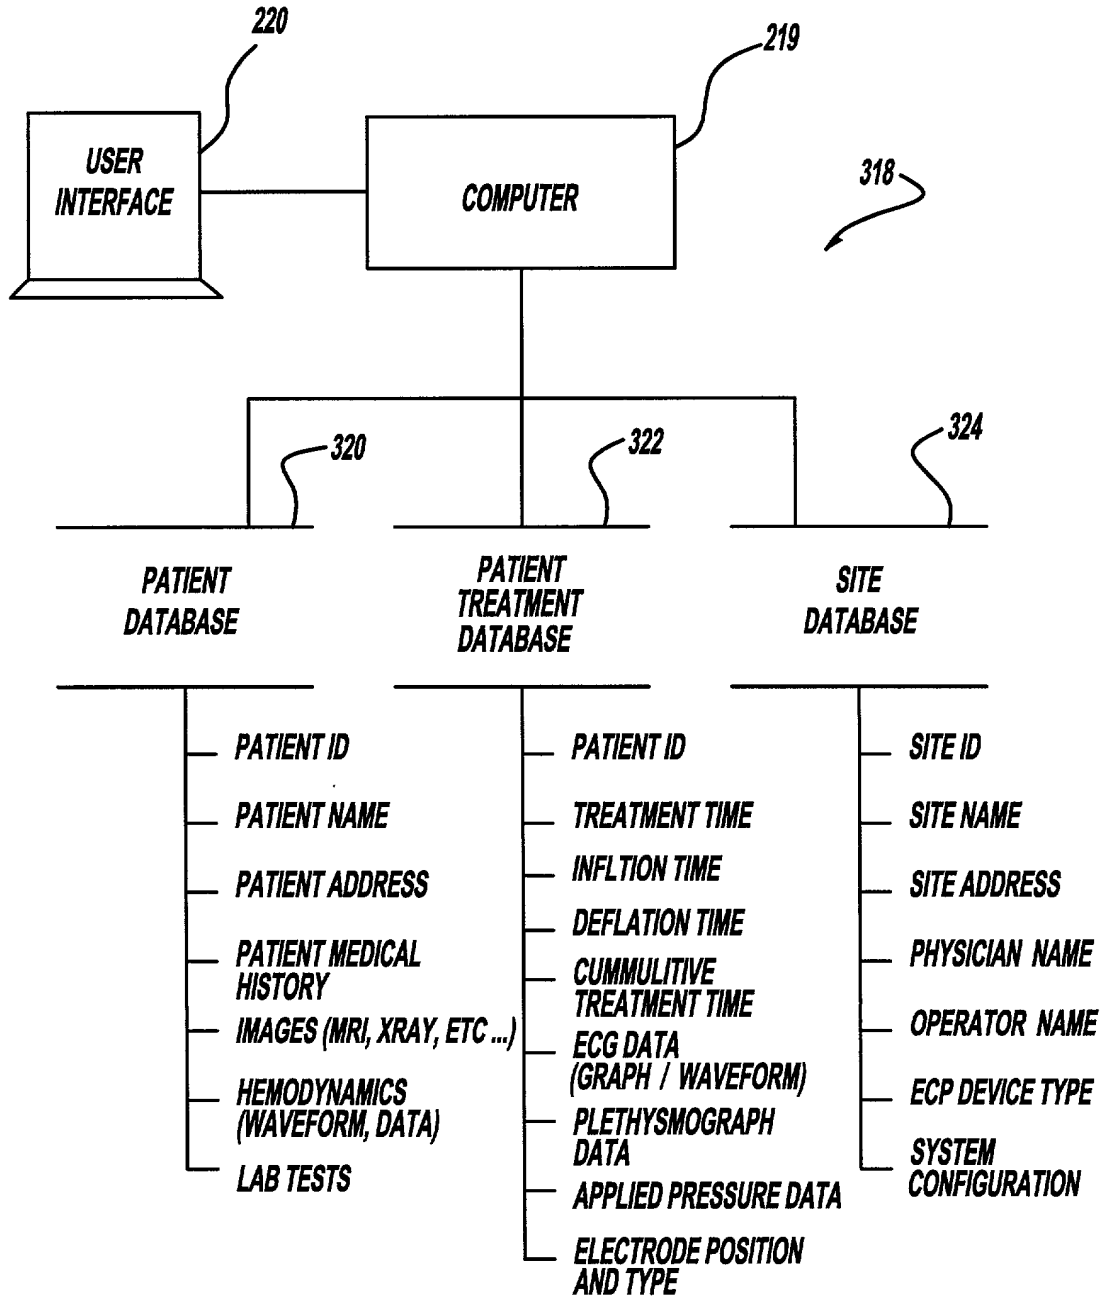 220
219
USER
INTERFACE
COMPUTER
318
320
322
324
PATIENT
DATABASE
PATIENT
TREATMENT
DATABASE
SITE
DATABASE
PATIENT ID
PATIENT NAME
PATIENT ADDRESS
PATIENT MEDICAL
HISTORY
IMAGES (MRI, XRAY, ETC ...)
HEMODYNAMICS
(WAVEFORM, DATA)
LAB TESTS
PATIENT ID
TREATMENT TIME
INFLTION TIME
DEFLATION TIME
CUMMULITIVE
TREATMENT TIME
ECG DATA
(GRAPH / WAVEFORM)
PLETHYSMOGRAPH
DATA
APPLIED PRESSURE DATA
ELECTRODE POSITION
AND TYPE
SITE ID
SITE NAME
SITE ADDRESS
PHYSICIAN NAME
OPERATOR NAME
ECP DEVICE TYPE
SYSTEM
CONFIGURATION